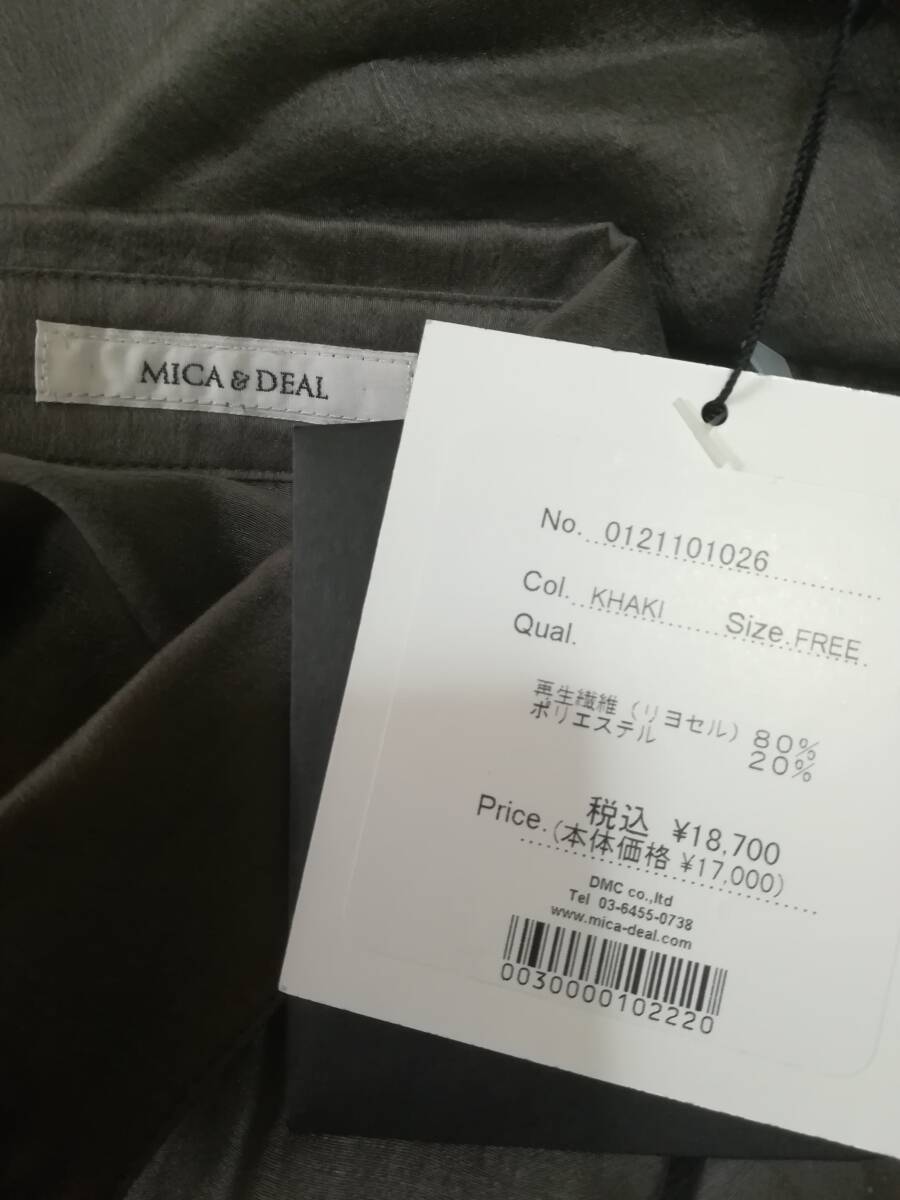 MICA & DEAL
No. 0121101026
Col. KHAKI Size. FREE
Qual.
再生繊維（リヨセル） 80%
ポリエステル 20%
Price. 税込 ¥18,700
(本体価格 ¥17,000)
DMC co.,ltd
Tel 03-6455-0738
www.mica-deal.com
0030000102220